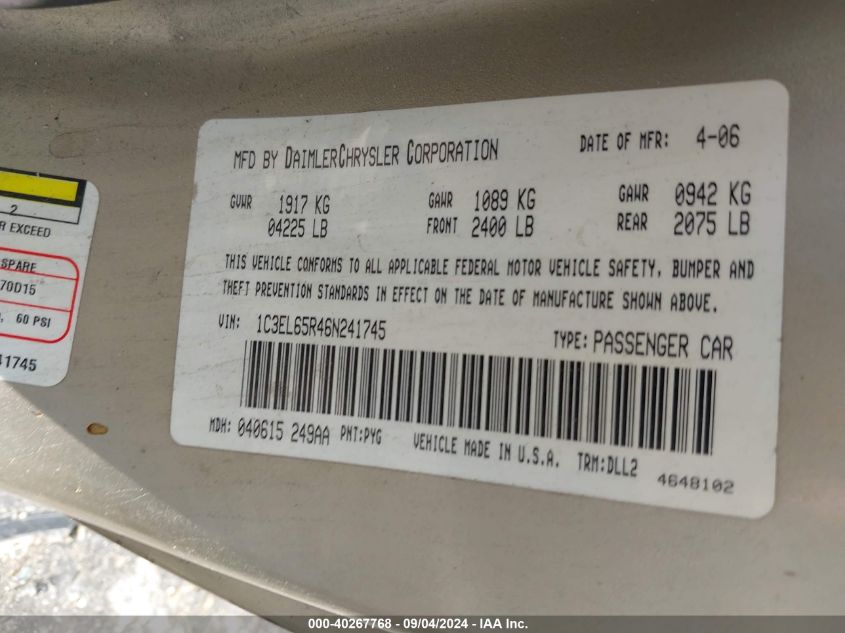 MFD BY DAIMLERCHRYSLER CORPORATION DATE OF MFR: 4-06
GVWR 1917 KG GAWR 1089 KG GAWR 0942 KG
04225 LB FRONT 2400 LB REAR 2075 LB
THIS VEHICLE CONFORMS TO ALL APPLICABLE FEDERAL MOTOR VEHICLE SAFETY, BUMPER AND
THEFT PREVENTION STANDARDS IN EFFECT ON THE DATE OF MANUFACTURE SHOWN ABOVE.
VIN: 1C3EL65R46N241745 TYPE: PASSENGER CAR
MDH: 040615 249AA PNT:PYG VEHICLE MADE IN U.S.A. TRM:DLL2 4648102
2
R EXCEED
SPARE
70D15
60 PSI
41745
000-40267768 - 09/04/2024 - IAA Inc.